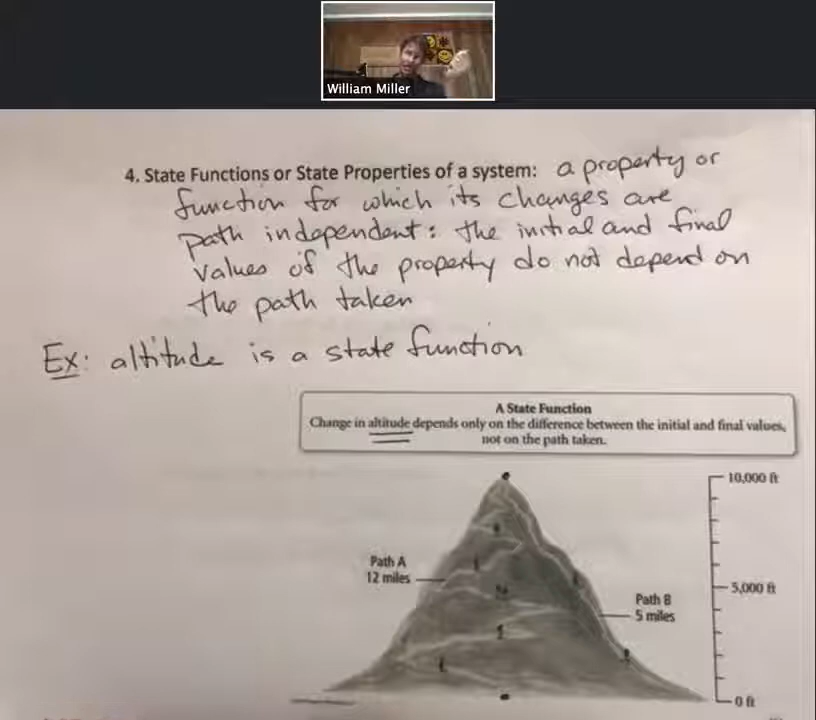 William Miller
4. State Functions or State Properties of a system: a property or
function for which its changes are
path independent: the initial and final
values of the property do not depend on
the path taken
Ex: altitude is a state function
A State Function
Change in altitude depends only on the difference between the initial and final values,
not on the path taken.
10,000 ft
Path A
12 miles
5,000 ft
Path B
5 miles
0 ft